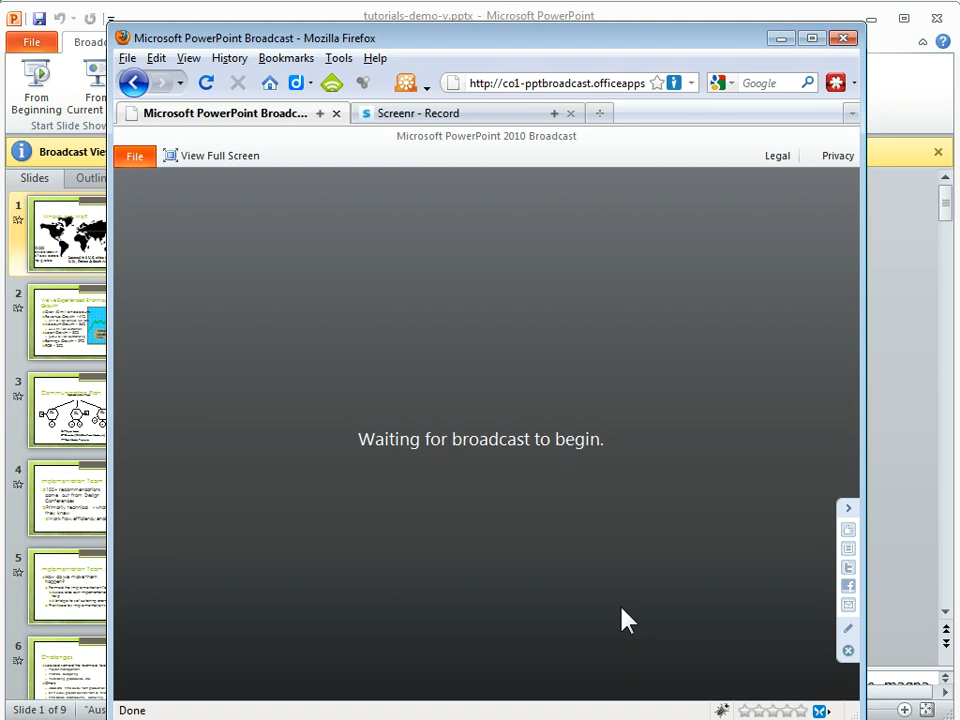 tutorials-demo-v.pptx - Microsoft PowerPoint
File
Broad
From Beginning
From Current
Start Slide Show
Broadcast Vie
Slides
Outlin
1
2
3
4
5
6
Slide 1 of 9
"Aus
Microsoft PowerPoint Broadcast - Mozilla Firefox
File Edit View History Bookmarks Tools Help
http://co1-pptbroadcast.officeapps
Google
Microsoft PowerPoint Broadc...
Screenr - Record
Microsoft PowerPoint 2010 Broadcast
File
View Full Screen
Legal
Privacy
Waiting for broadcast to begin.
Done